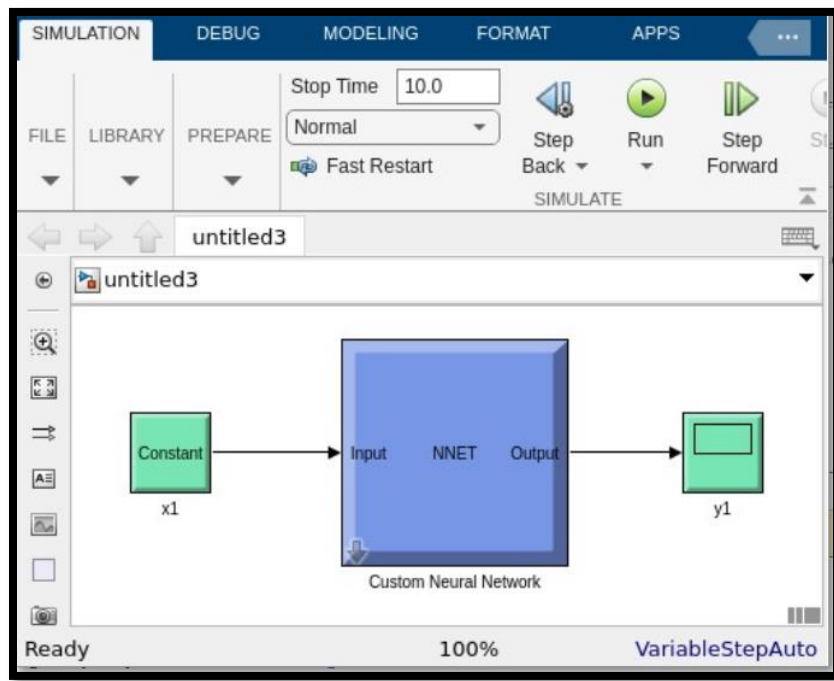 SIMULATION DEBUG MODELING FORMAT APPS ...
Stop Time 10.0
Normal
FILE LIBRARY PREPARE
Fast Restart
Step Back
Run
Step Forward
SIMULATE
untitled3
untitled3
Constant
Input NNET Output
x1
y1
Custom Neural Network
Ready 100% VariableStepAuto